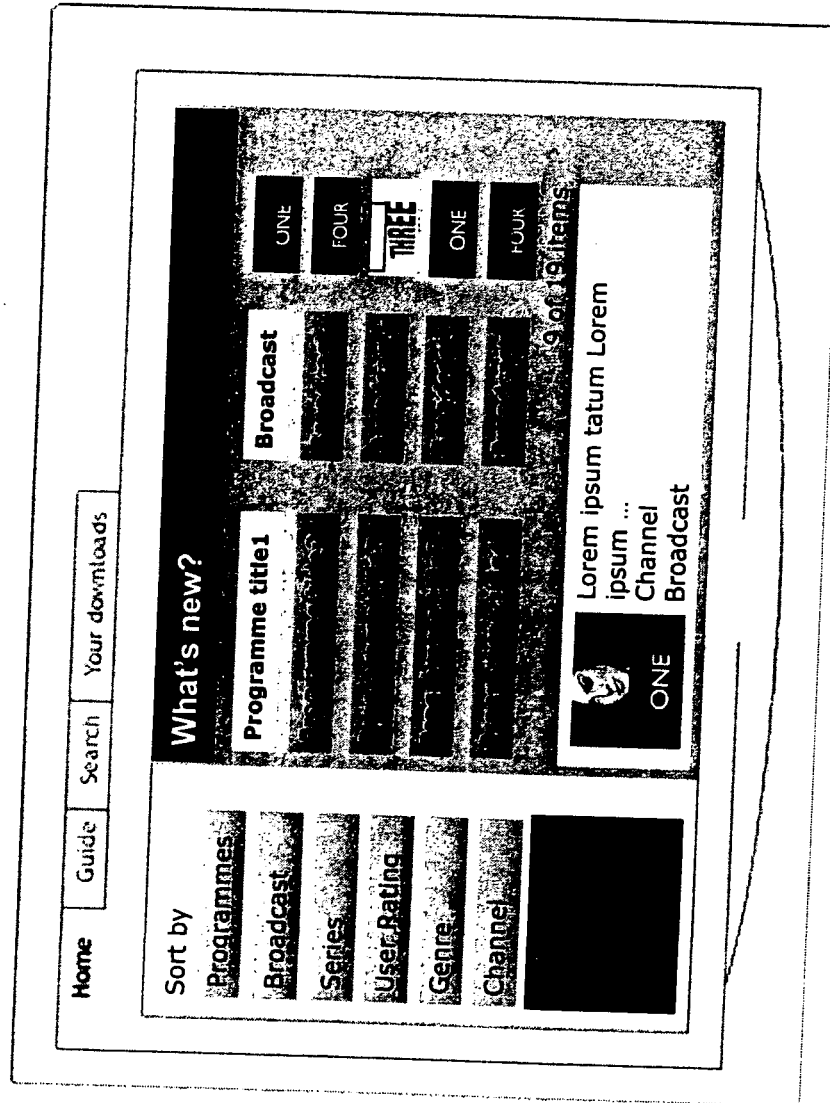 Home
Guide
Search
Your downloads
Sort by
Programmes
Broadcast
Series
User Rating
Genre
Channel
What's new?
Programme title1
Broadcast
ONE
FOUR
THREE
ONE
FOUR
9 of 19 items
ONE
Lorem ipsum tatum Lorem
ipsum ...
Channel
Broadcast